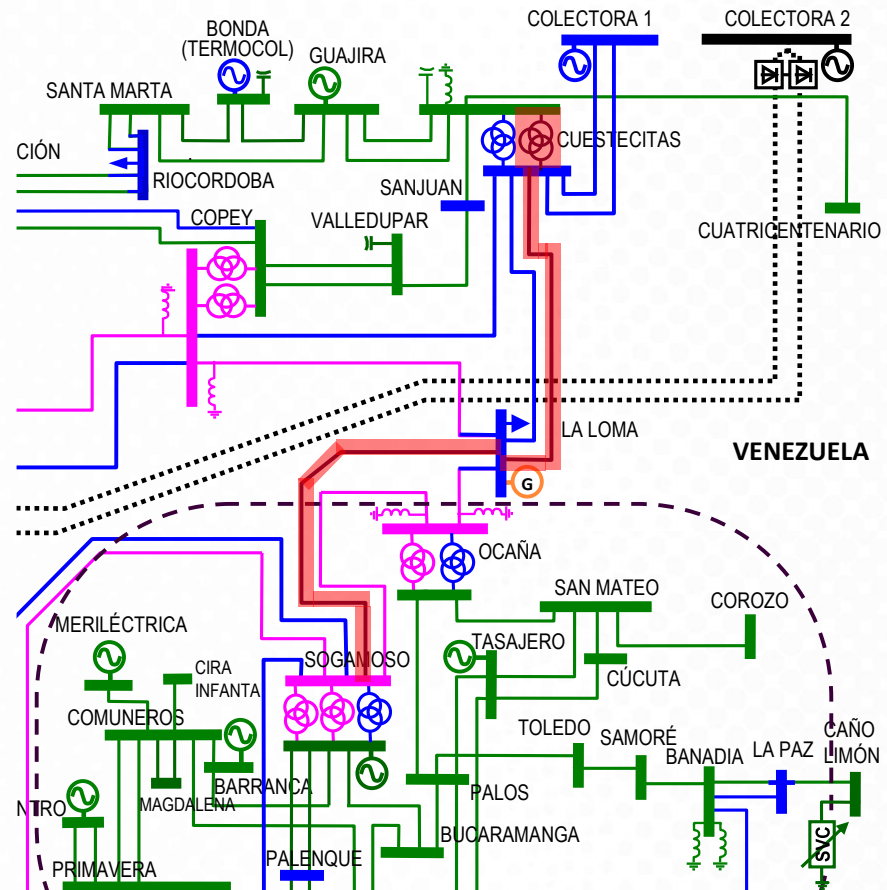 COLECTORA 1
COLECTORA 2
BONDA
(TERMOCOL)
GUAJIRA
SANTA MARTA
CIÓN
RIOCORDOBA
CUESTECITAS
SANJUAN
COPEY
VALLEDUPAR
CUATRICENTENARIO
LA LOMA
VENEZUELA
G
OCAÑA
SAN MATEO
COROZO
MERILÉCTRICA
TASAJERO
SOGAMOSO
CIRA
INFANTA
CÚCUTA
COMUNEROS
TOLEDO
SAMORÉ
BANADIA
LA PAZ
CAÑO
LIMÓN
BARRANCA
MAGDALENA
PALOS
NTRO
BUCARAMANGA
SVC
PRIMAVERA
PALENQUE